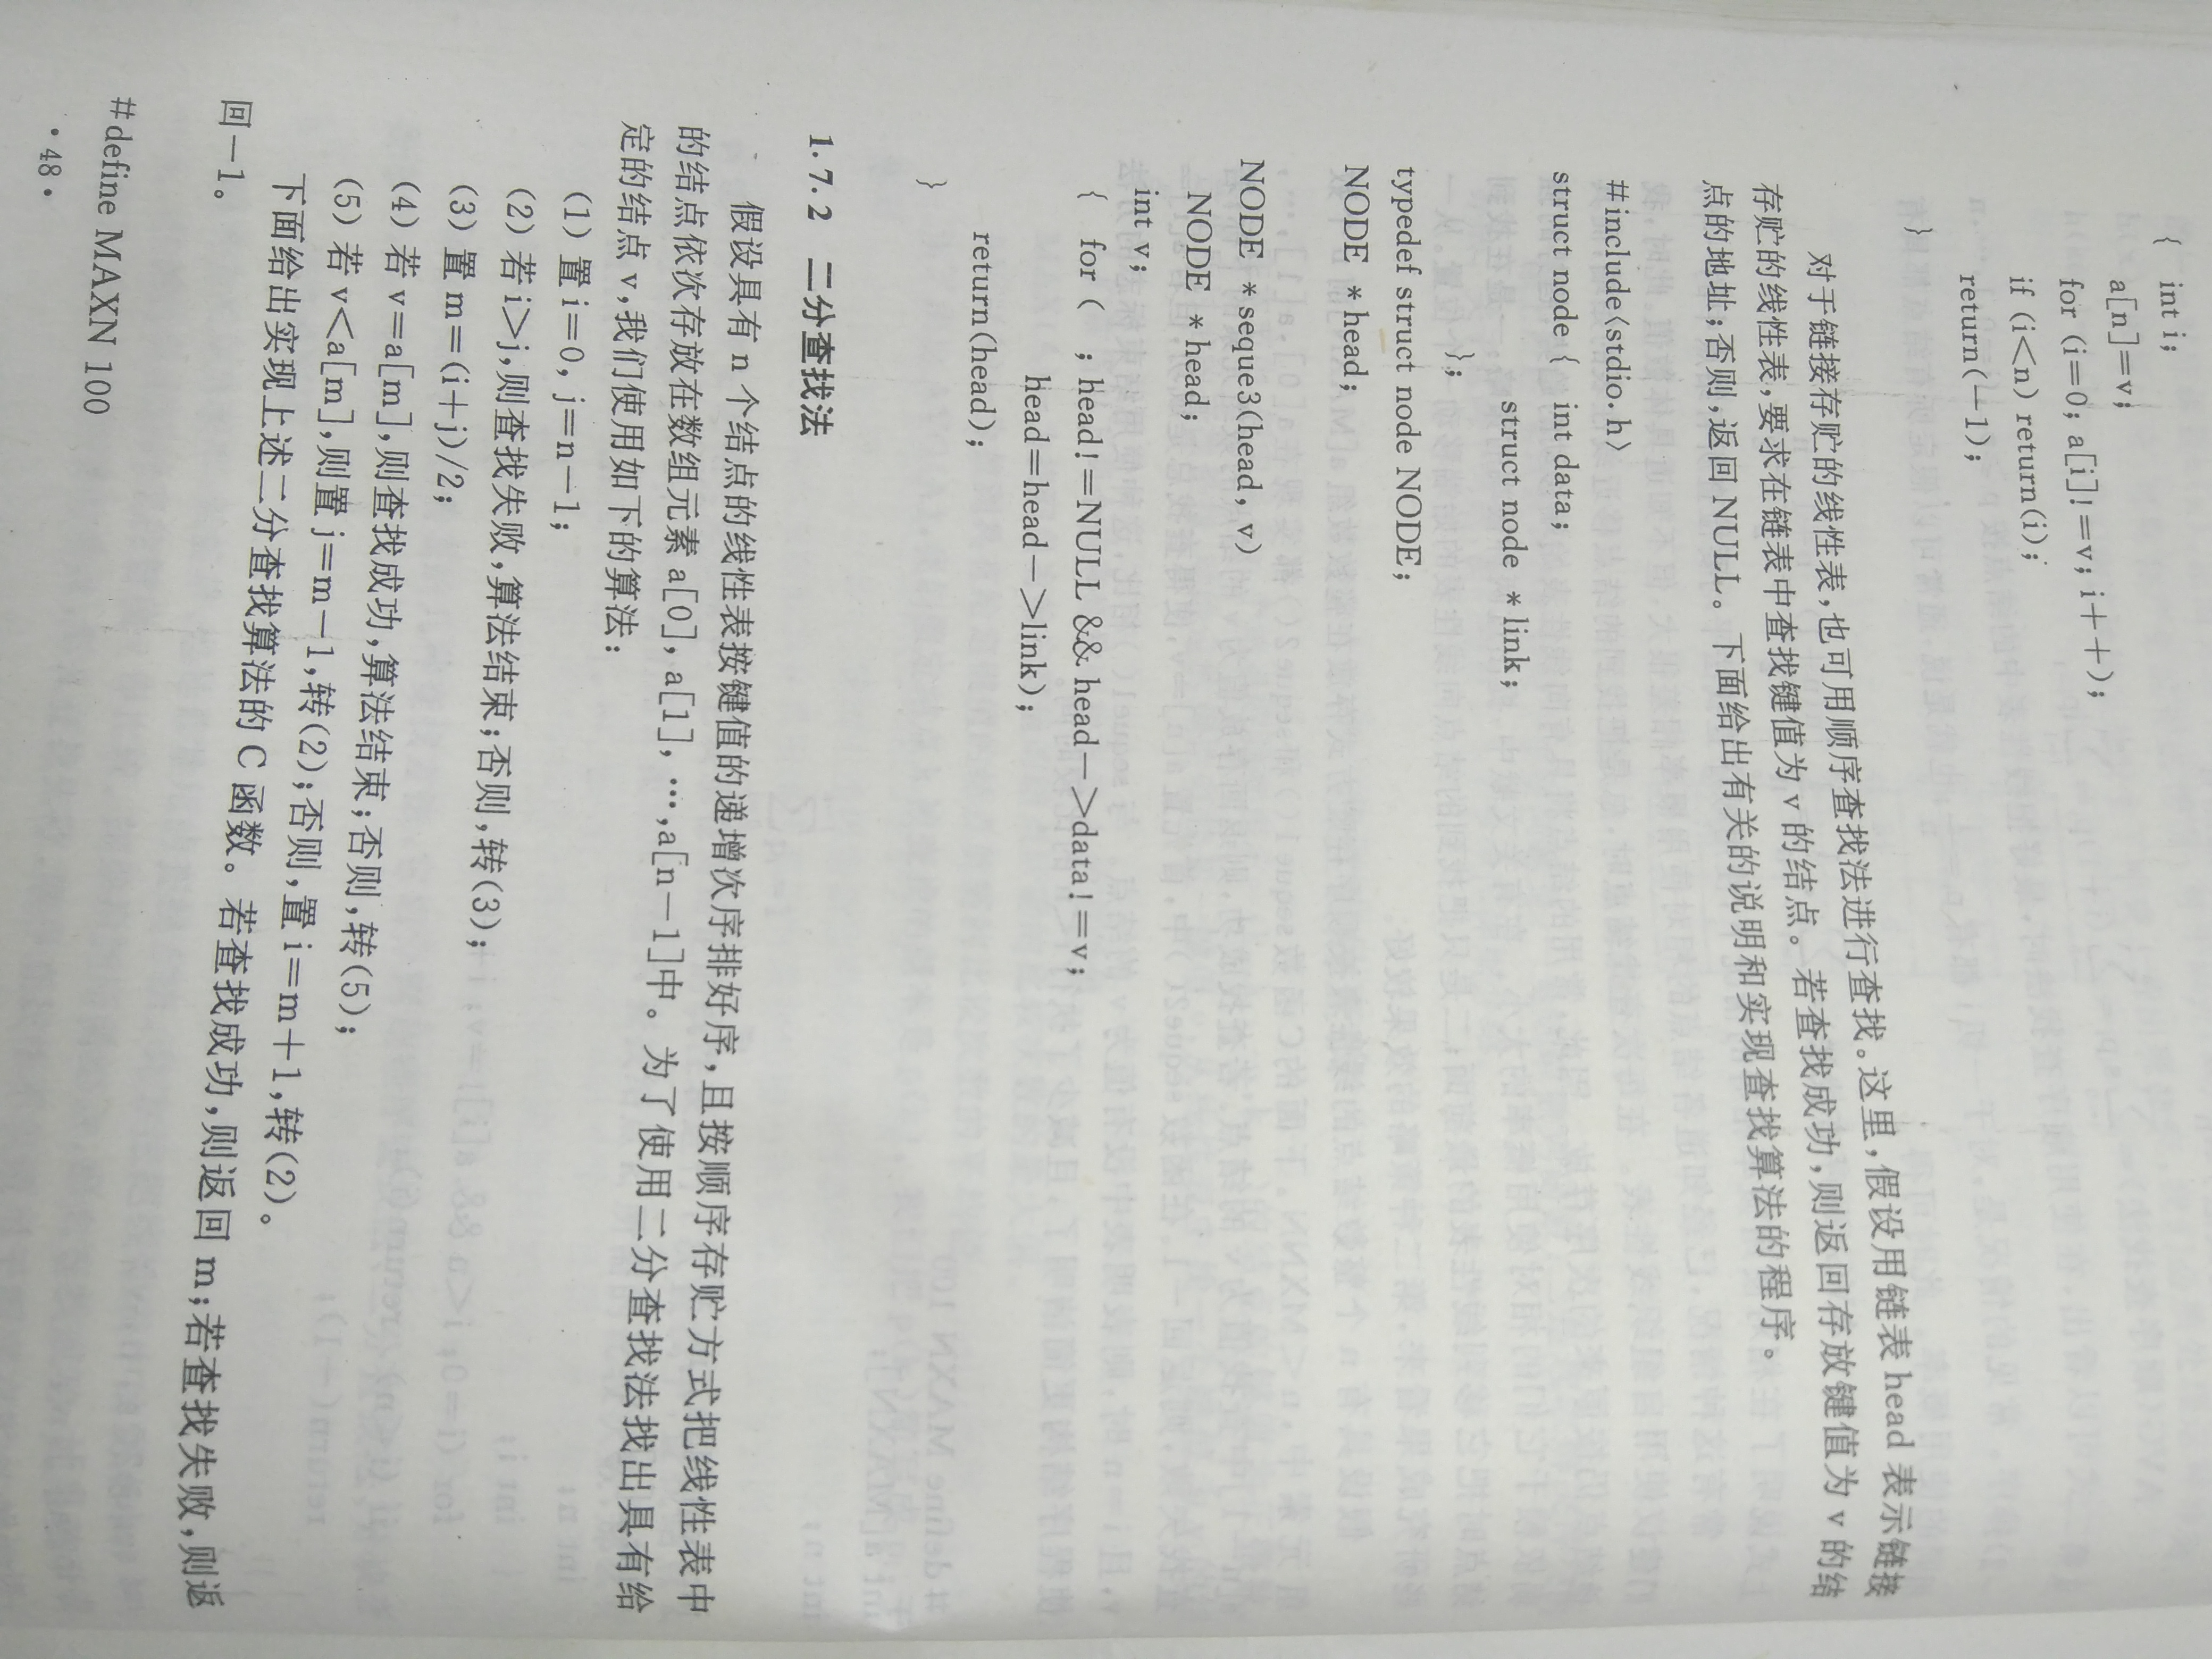 { int i;
a[n]=v;
for (i=0; a[i]!=v; i++);
if (i<n) return(i);
return(-1);
}
对于链接存贮的线性表,也可用顺序查找法进行查找。这里,假设用链表 head 表示链接
存贮的线性表,要求在链表中查找键值为 v 的结点。若查找成功,则返回存放键值为 v 的结
点的地址;否则,返回 NULL。下面给出有关的说明和实现查找算法的程序。
#include〈stdio.h〉
struct node { int data;
struct node *link;
};
typedef struct node NODE;
NODE *head;
NODE *seque3(head, v)
NODE *head;
int v;
{ for ( ; head!=NULL && head->data!=v;
head=head->link);
return(head);
}
1.7.2 二分查找法
假设具有 n 个结点的线性表按键值的递增次序排好序,且按顺序存贮方式把线性表中
的结点依次存放在数组元素 a[0], a[1], …,a[n-1]中。为了使用二分查找法找出具有给
定的结点 v,我们使用如下的算法:
(1) 置 i=0, j=n-1;
(2) 若 i>j,则查找失败,算法结束;否则,转(3);
(3) 置 m=(i+j)/2;
(4) 若 v=a[m],则查找成功,算法结束;否则,转(5);
(5) 若 v<a[m],则置 j=m-1,转(2);否则,置 i=m+1,转(2)。
下面给出实现上述二分查找算法的 C 函数。若查找成功,则返回 m;若查找失败,则返
回-1。
#define MAXN 100
·48·